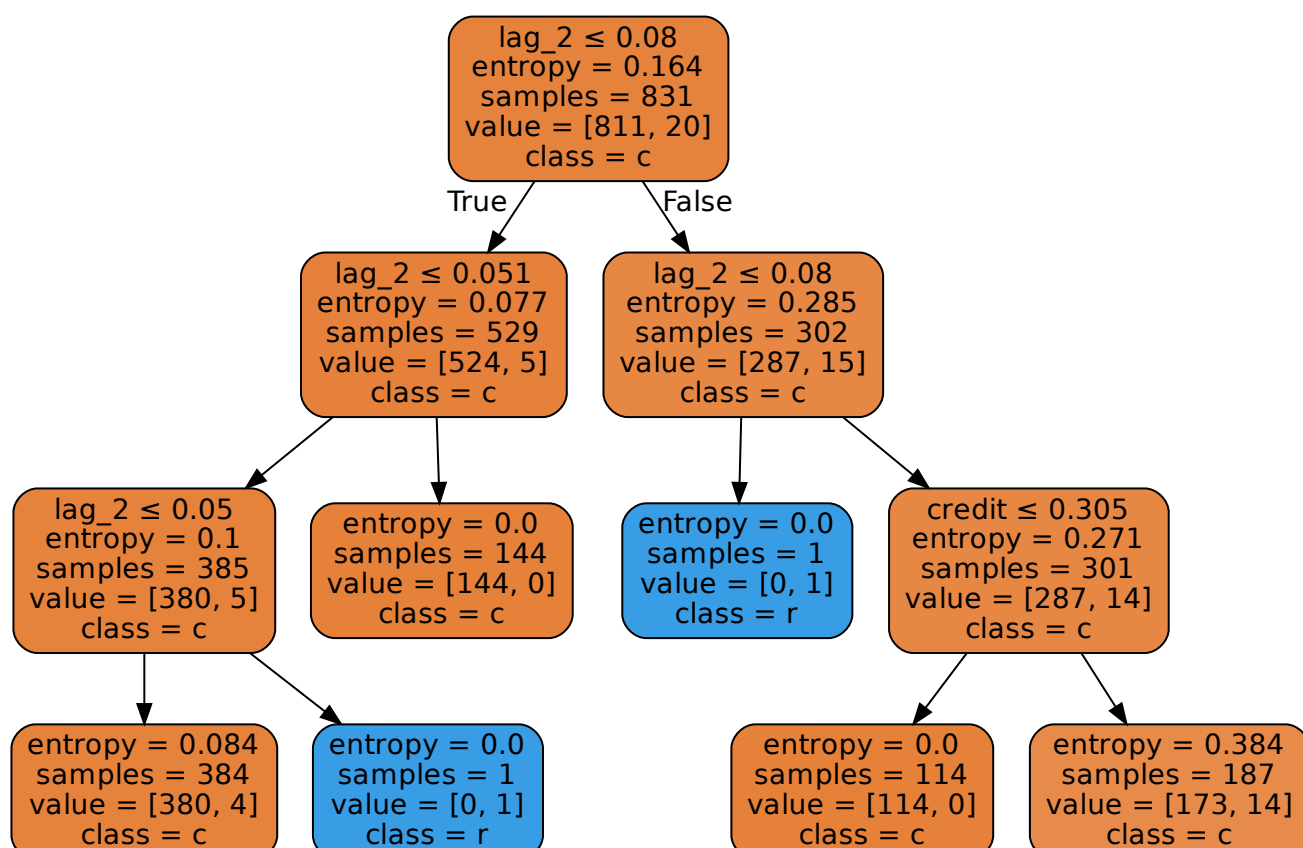 lag_2 ≤ 0.08
entropy = 0.164
samples = 831
value = [811, 20]
class = c
True
False
lag_2 ≤ 0.051
entropy = 0.077
samples = 529
value = [524, 5]
class = c
lag_2 ≤ 0.08
entropy = 0.285
samples = 302
value = [287, 15]
class = c
lag_2 ≤ 0.05
entropy = 0.1
samples = 385
value = [380, 5]
class = c
entropy = 0.0
samples = 144
value = [144, 0]
class = c
entropy = 0.0
samples = 1
value = [0, 1]
class = r
credit ≤ 0.305
entropy = 0.271
samples = 301
value = [287, 14]
class = c
entropy = 0.084
samples = 384
value = [380, 4]
class = c
entropy = 0.0
samples = 1
value = [0, 1]
class = r
entropy = 0.0
samples = 114
value = [114, 0]
class = c
entropy = 0.384
samples = 187
value = [173, 14]
class = c